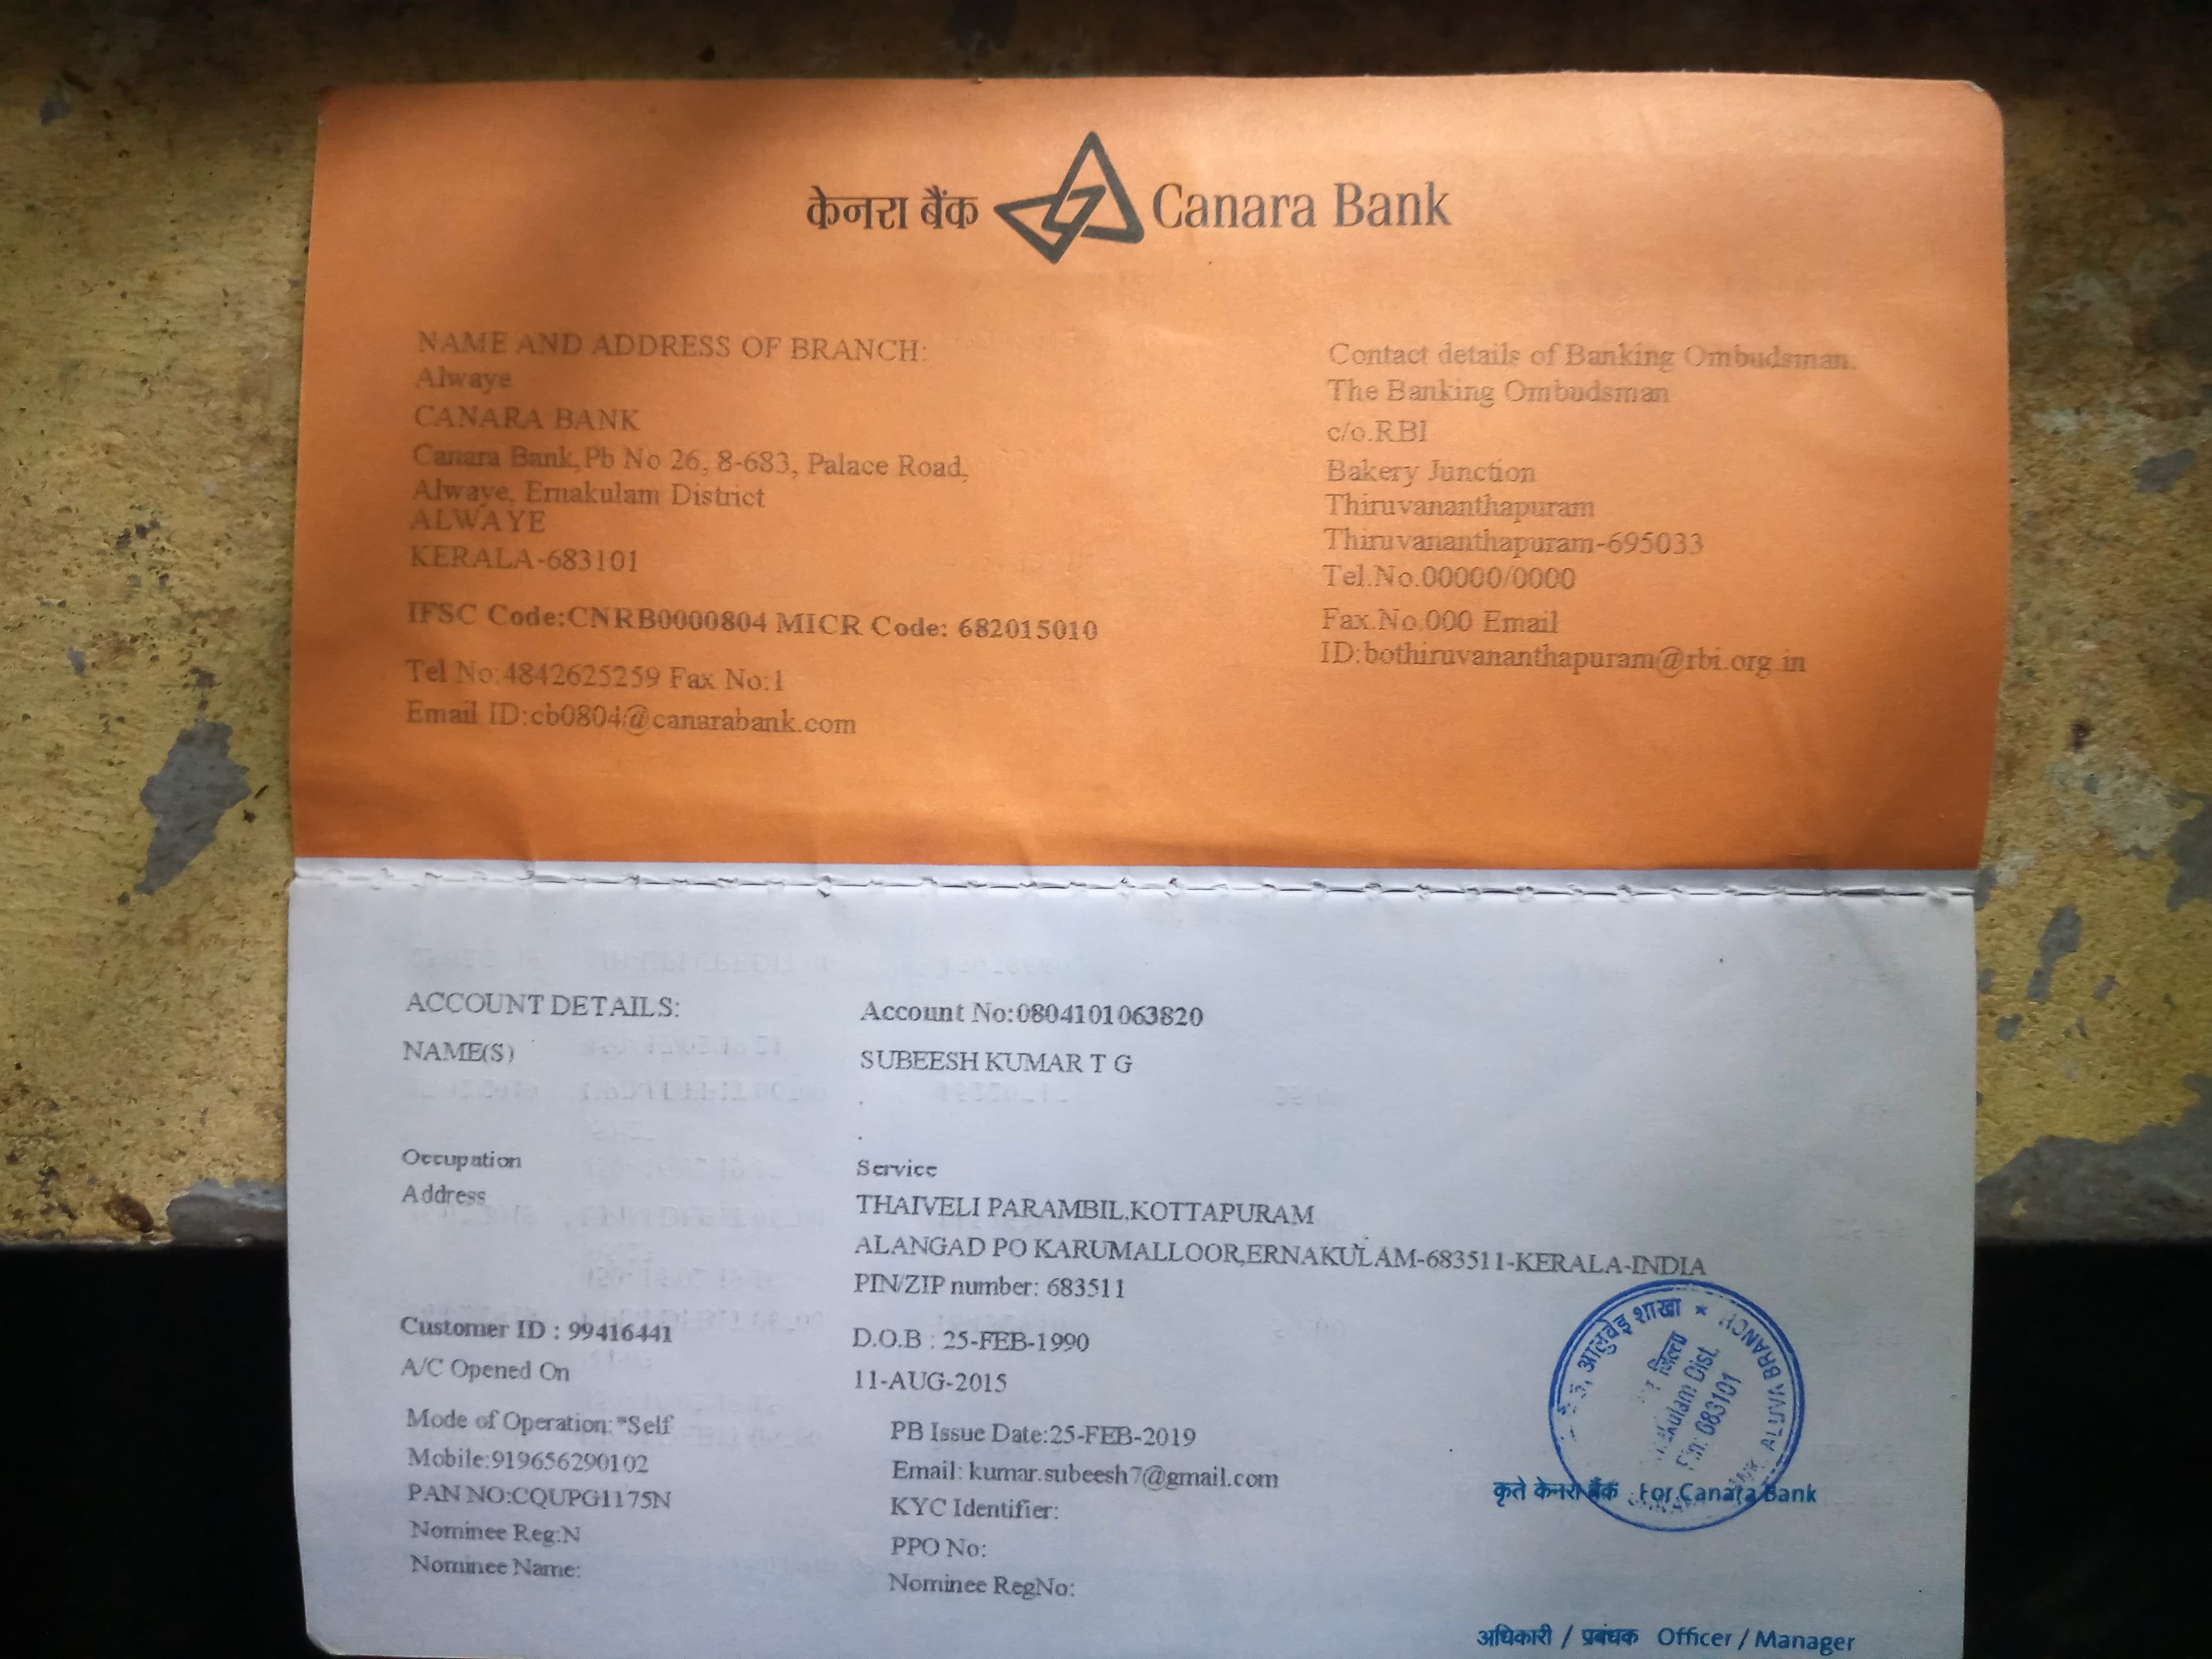 केनरा बैंक Canara Bank
NAME AND ADDRESS OF BRANCH:
Alwaye
CANARA BANK
Canara Bank,Pb No 26, 8-683, Palace Road,
Alwaye, Ernakulam District
ALWAYE
KERALA-683101
IFSC Code:CNRB0000804 MICR Code: 682015010
Tel No:4842625259 Fax No:1
Email ID:cb0804@canarabank.com
Contact details of Banking Ombudsman.
The Banking Ombudsman
c/o.RBI
Bakery Junction
Thiruvananthapuram
Thiruvananthapuram-695033
Tel.No.00000/0000
Fax.No.000 Email
ID:bothiruvananthapuram@rbi.org.in
ACCOUNT DETAILS: Account No:0804101063820
NAME(S) SUBEESH KUMAR T G
.
.
Occupation Service
Address THAIVELI PARAMBIL,KOTTAPURAM
ALANGAD PO KARUMALLOOR,ERNAKULAM-683511-KERALA-INDIA
PIN/ZIP number: 683511
Customer ID : 99416441 D.O.B : 25-FEB-1990
A/C Opened On 11-AUG-2015
Mode of Operation:*Self PB Issue Date:25-FEB-2019
Mobile:919656290102 Email: kumar.subeesh7@gmail.com
PAN NO:CQUPG1175N KYC Identifier:
Nominee Reg:N PPO No:
Nominee Name: Nominee RegNo:
आलुवेइ शाखा * ALUVA BRANCH
जिल्ला
Dist.
Pin: 683101
कृते केनरा बैंक For Canara Bank
अधिकारी / प्रबंधक Officer / Manager